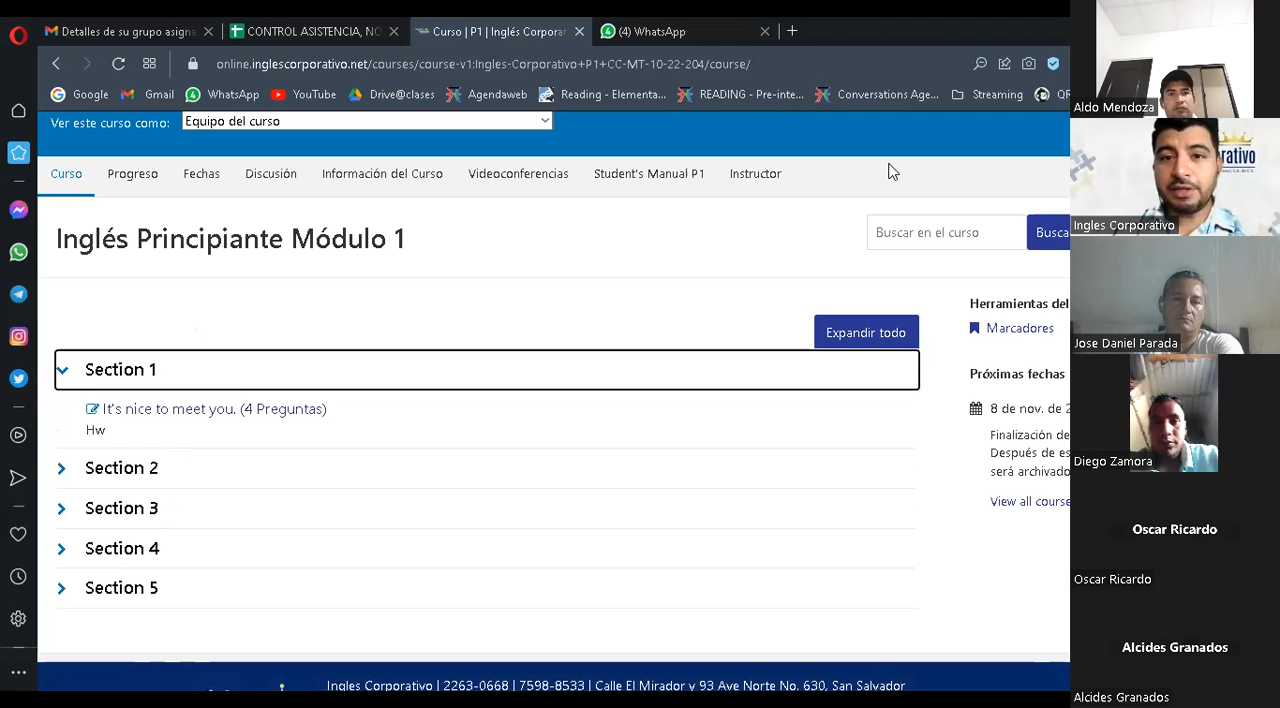 Detalles de su grupo asigna
CONTROL ASISTENCIA, NO
Curso | P1 | Inglés Corporat
(4) WhatsApp
online.inglescorporativo.net/courses/course-v1:Ingles-Corporativo+P1+CC-MT-10-22-204/course/
Google
Gmail
WhatsApp
YouTube
Drive@clases
Agendaweb
Reading - Elementa...
READING - Pre-inte...
Conversations Age...
Streaming
QR
Ver este curso como:
Equipo del curso
Curso
Progreso
Fechas
Discusión
Información del Curso
Videoconferencias
Student's Manual P1
Instructor
Inglés Principiante Módulo 1
Buscar en el curso
Busca
Herramientas del
Marcadores
Expandir todo
Section 1
It's nice to meet you. (4 Preguntas)
Hw
Section 2
Section 3
Section 4
Section 5
Próximas fechas
8 de nov. de 2
Finalización de
Después de es
será archivado
View all course
Ingles Corporativo | 2263-0668 | 7598-8533 | Calle El Mirador y 93 Ave Norte No. 630, San Salvador
Aldo Mendoza
orativo
Ingles Corporativo
Jose Daniel Parada
Diego Zamora
Oscar Ricardo
Oscar Ricardo
Alcides Granados
Alcides Granados